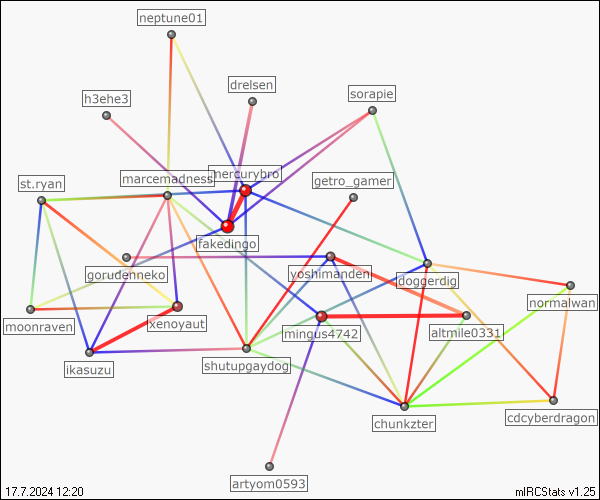 neptune01
drelsen
h3ehe3
sorapie
mercurybro
marcemadness
getro_gamer
st.ryan
fakedingo
gorudenneko
yoshimanden
doggerdig
normalwan
moonraven
xenoyaut
mingus4742
altmile0331
ikasuzu
shutupgaydog
chunkzter
cdcyberdragon
artyom0593
17.7.2024 12:20
mIRCStats v1.25